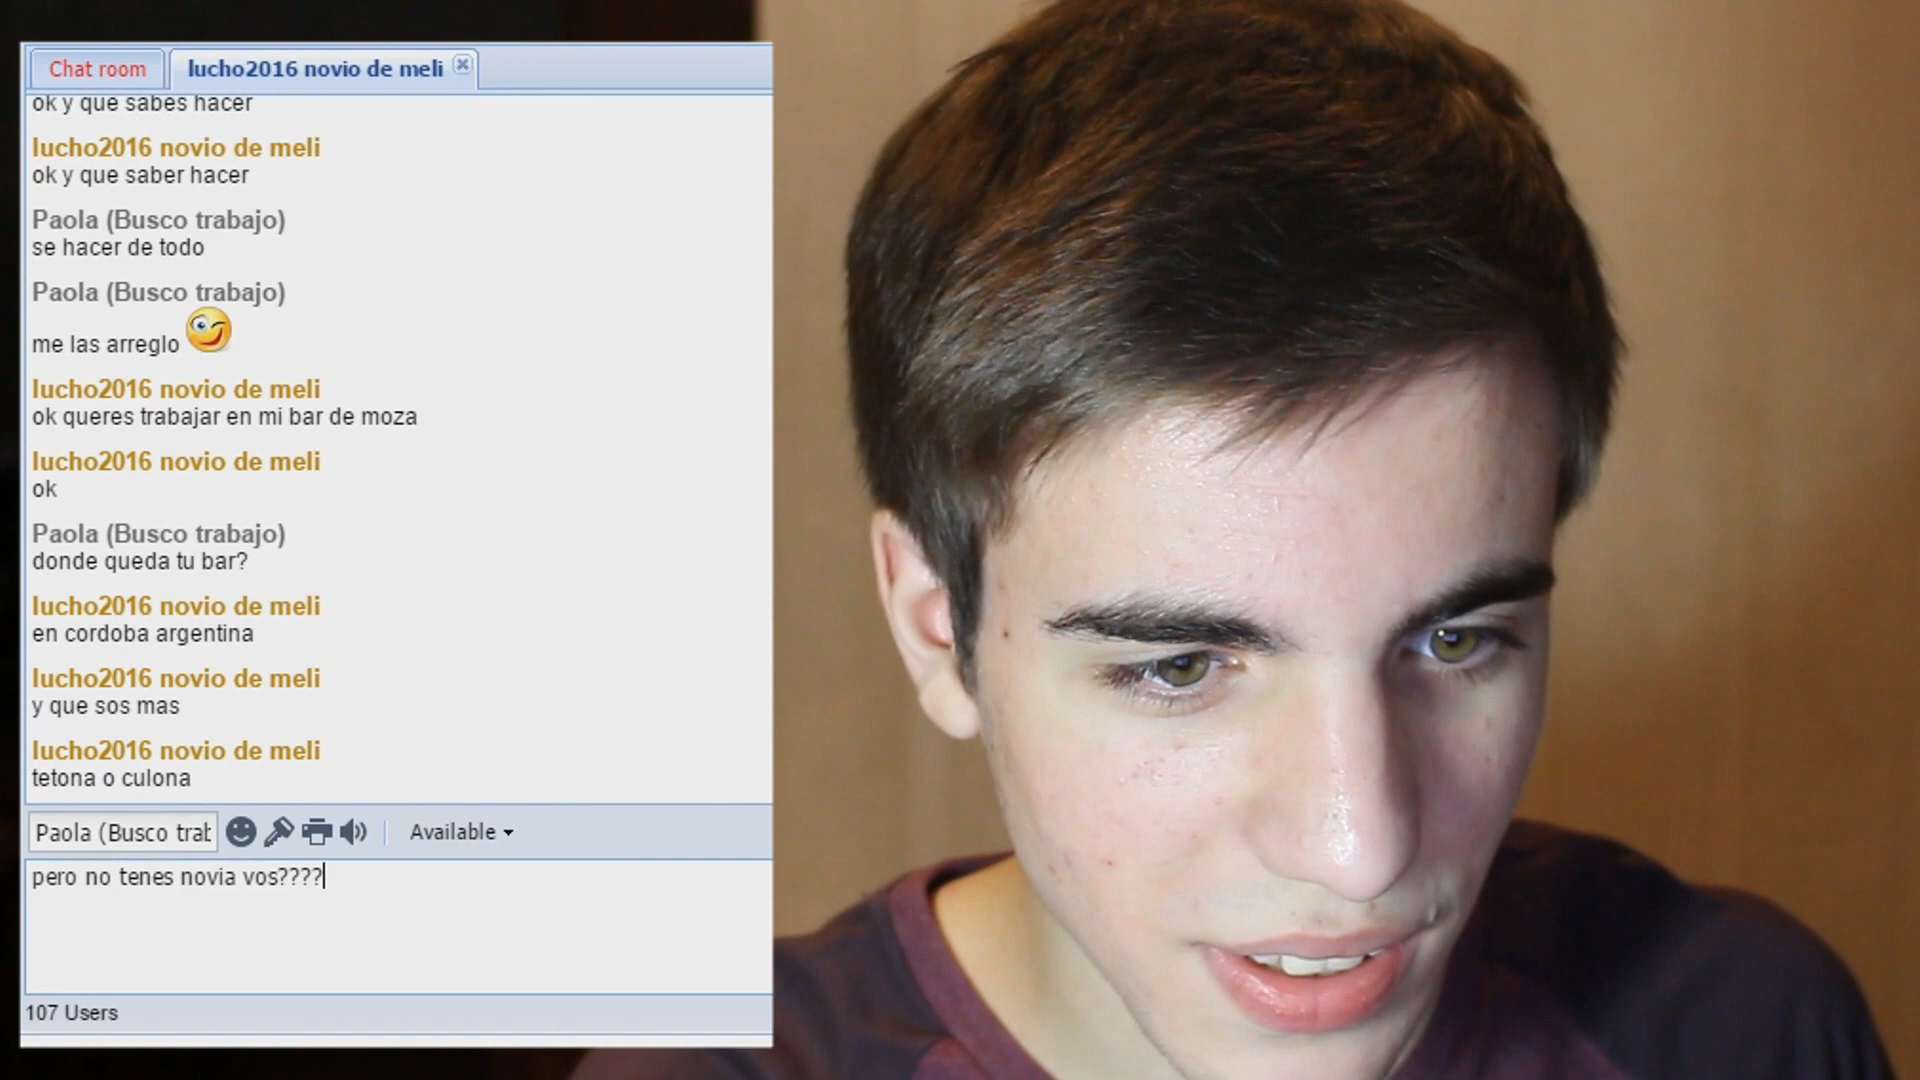 Chat room
lucho2016 novio de meli
ok y que sabes hacer
lucho2016 novio de meli
ok y que saber hacer
Paola (Busco trabajo)
se hacer de todo
Paola (Busco trabajo)
me las arreglo
lucho2016 novio de meli
ok queres trabajar en mi bar de moza
lucho2016 novio de meli
ok
Paola (Busco trabajo)
donde queda tu bar?
lucho2016 novio de meli
en cordoba argentina
lucho2016 novio de meli
y que sos mas
lucho2016 novio de meli
tetona o culona
Paola (Busco trab
Available
pero no tenes novia vos????
107 Users